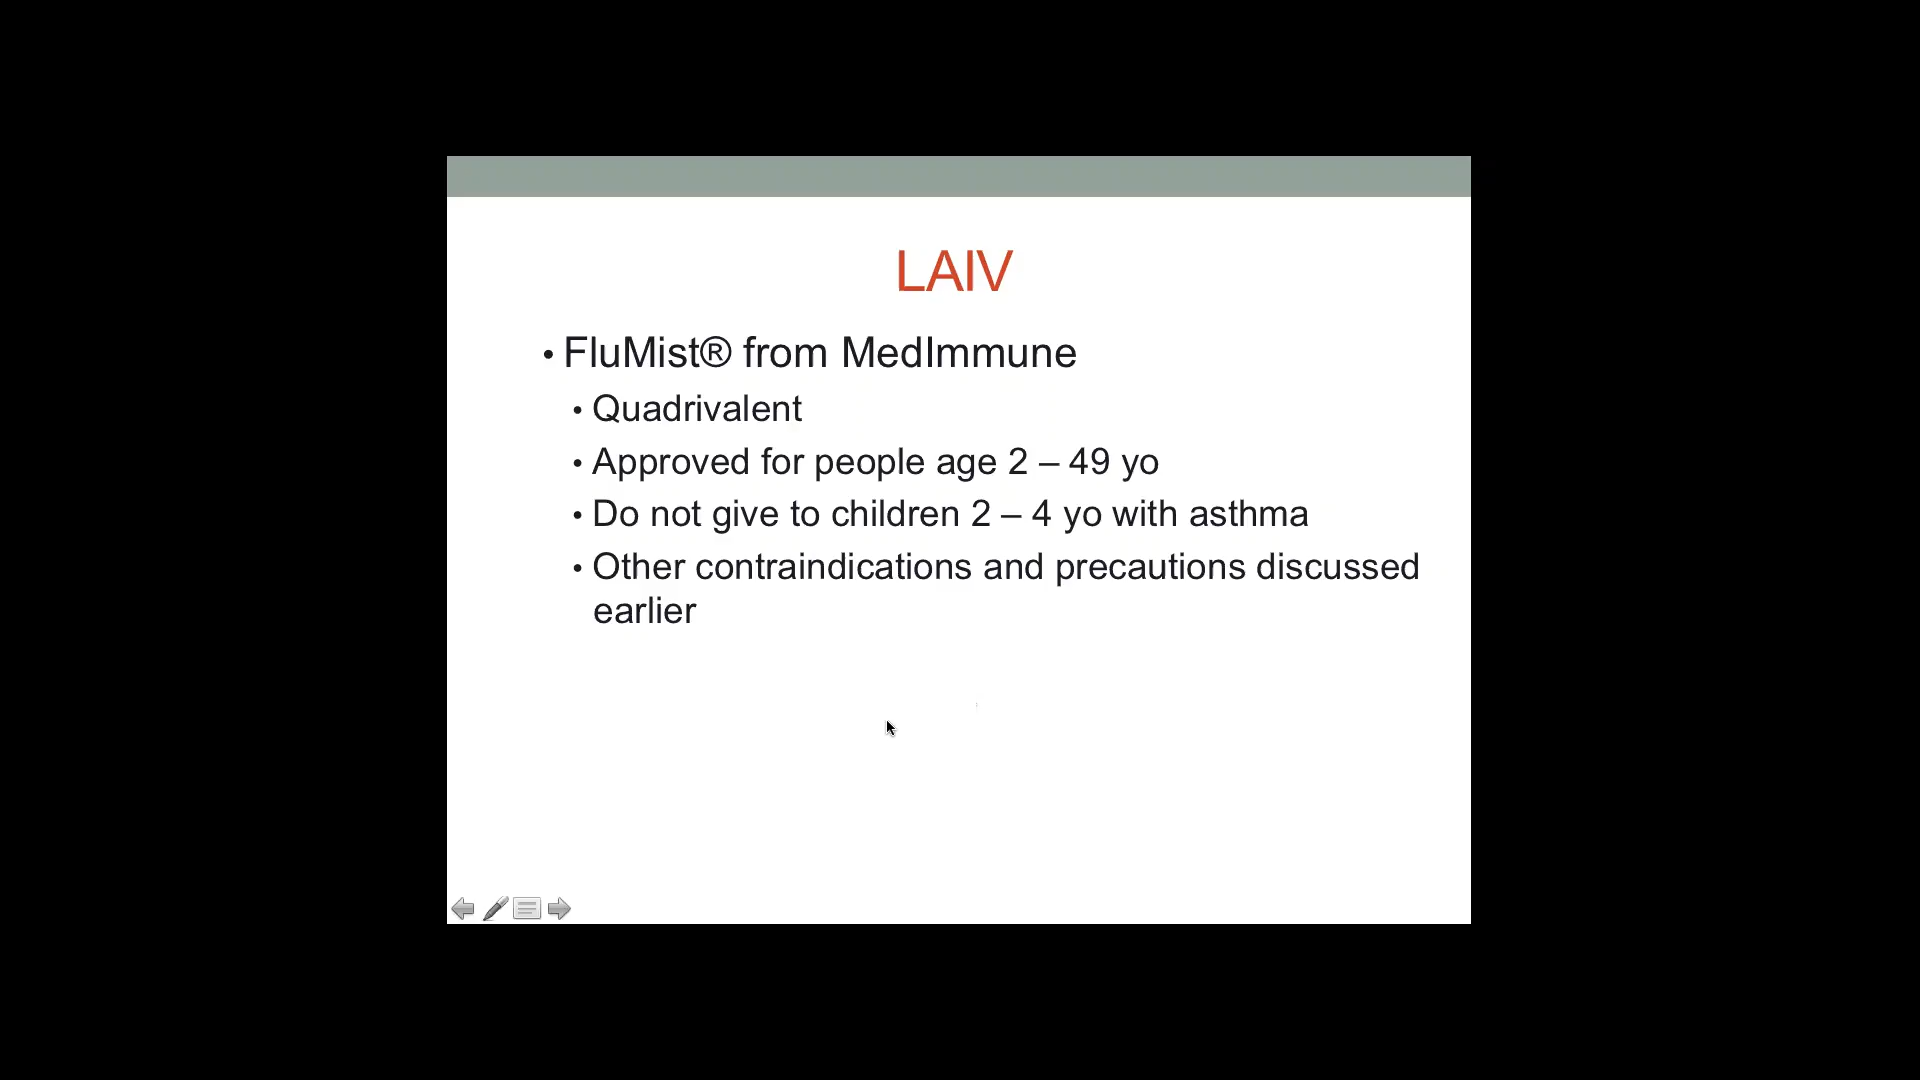 LAIV
• FluMist® from MedImmune
• Quadrivalent
• Approved for people age 2 – 49 yo
• Do not give to children 2 – 4 yo with asthma
• Other contraindications and precautions discussed
earlier